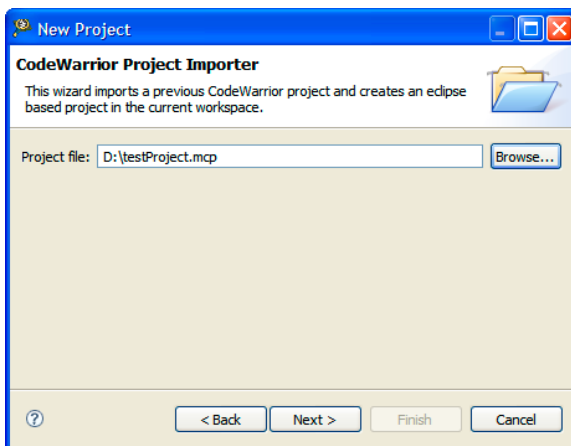 New Project
CodeWarrior Project Importer
This wizard imports a previous CodeWarrior project and creates an eclipse
based project in the current workspace.
Project file: D:\testProject.mcp Browse...
< Back Next > Finish Cancel